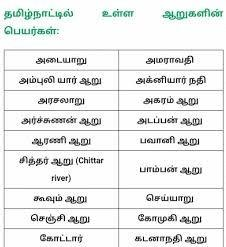 தமிழ்நாட்டில் உள்ள ஆறுகளின்
பெயர்கள்:
அடையாறு அமராவதி
அம்புலி யார் ஆறு அக்னியார் நதி
அரசலாறு அகரம் ஆறு
அர்ச்சுணன் ஆறு அடப்பன் ஆறு
ஆரணி ஆறு பவானி ஆறு
சித்தர் ஆறு (Chittar
river) பாம்பன் ஆறு
கூவும் ஆறு செய்யாறு
செஞ்சி ஆறு கோமுகி ஆறு
கோட்டார் கடனாநதி ஆறு